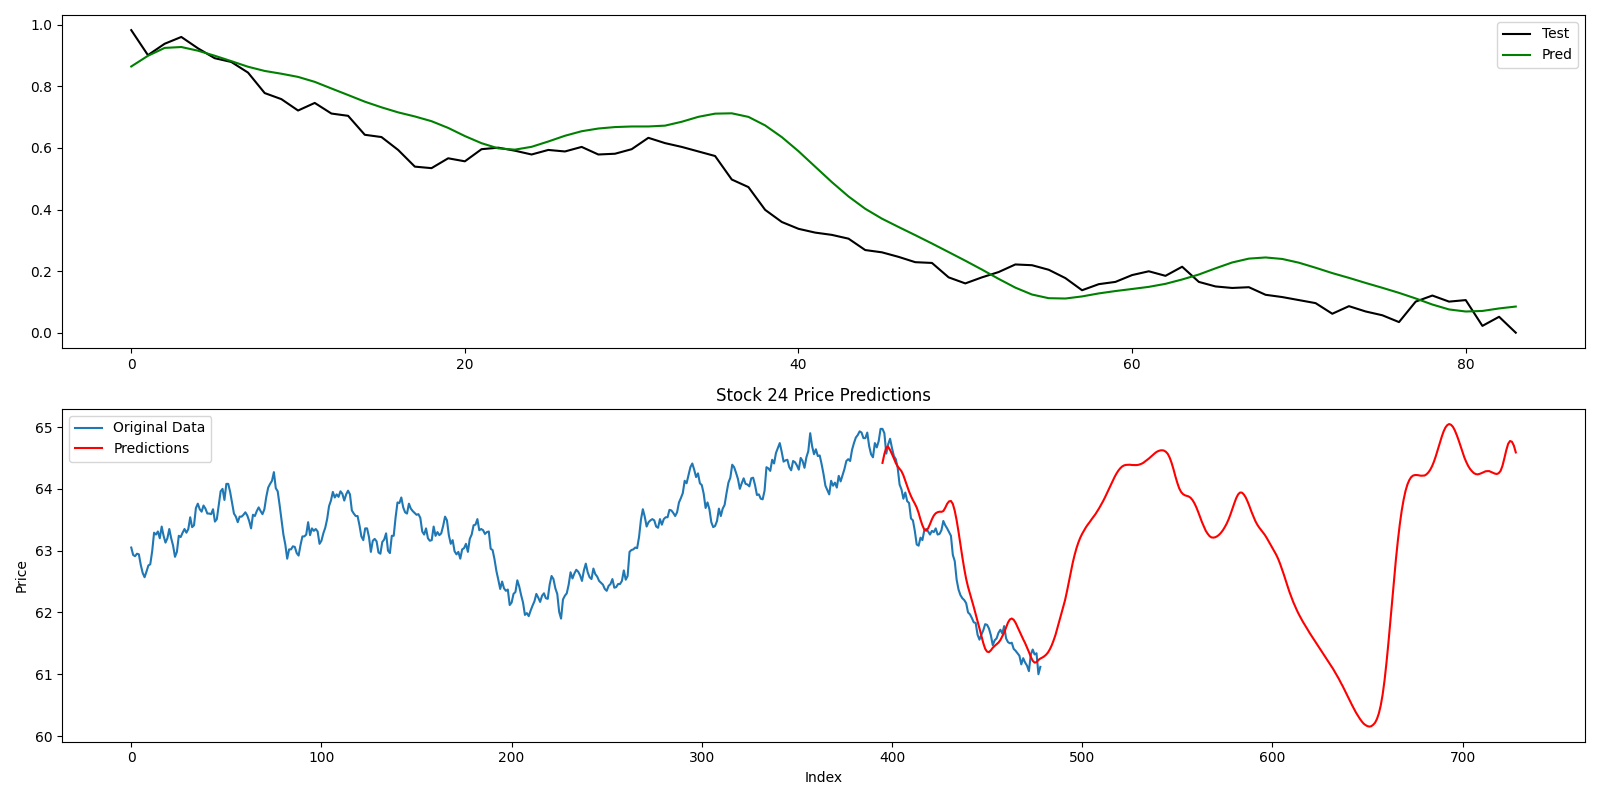 1.0
0.8
0.6
0.4
0.2
0.0
Test
Pred
0 20 40 60 80
Stock 24 Price Predictions
Original Data
Predictions
65
64
63
62
61
60
Price
0 100 200 300 400 500 600 700
Index